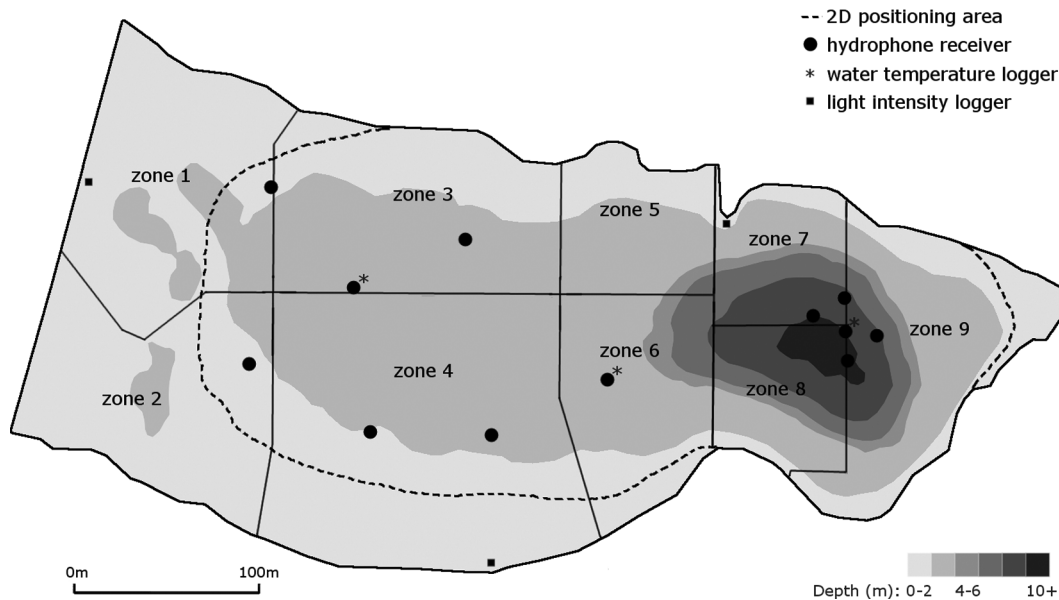 2D positioning area
hydrophone receiver
* water temperature logger
light intensity logger
zone 1
zone 3
zone 5
zone 7
*
zone 9
*
zone 6
*
zone 4
zone 2
zone 8
0m 100m
Depth (m): 0-2 4-6 10+